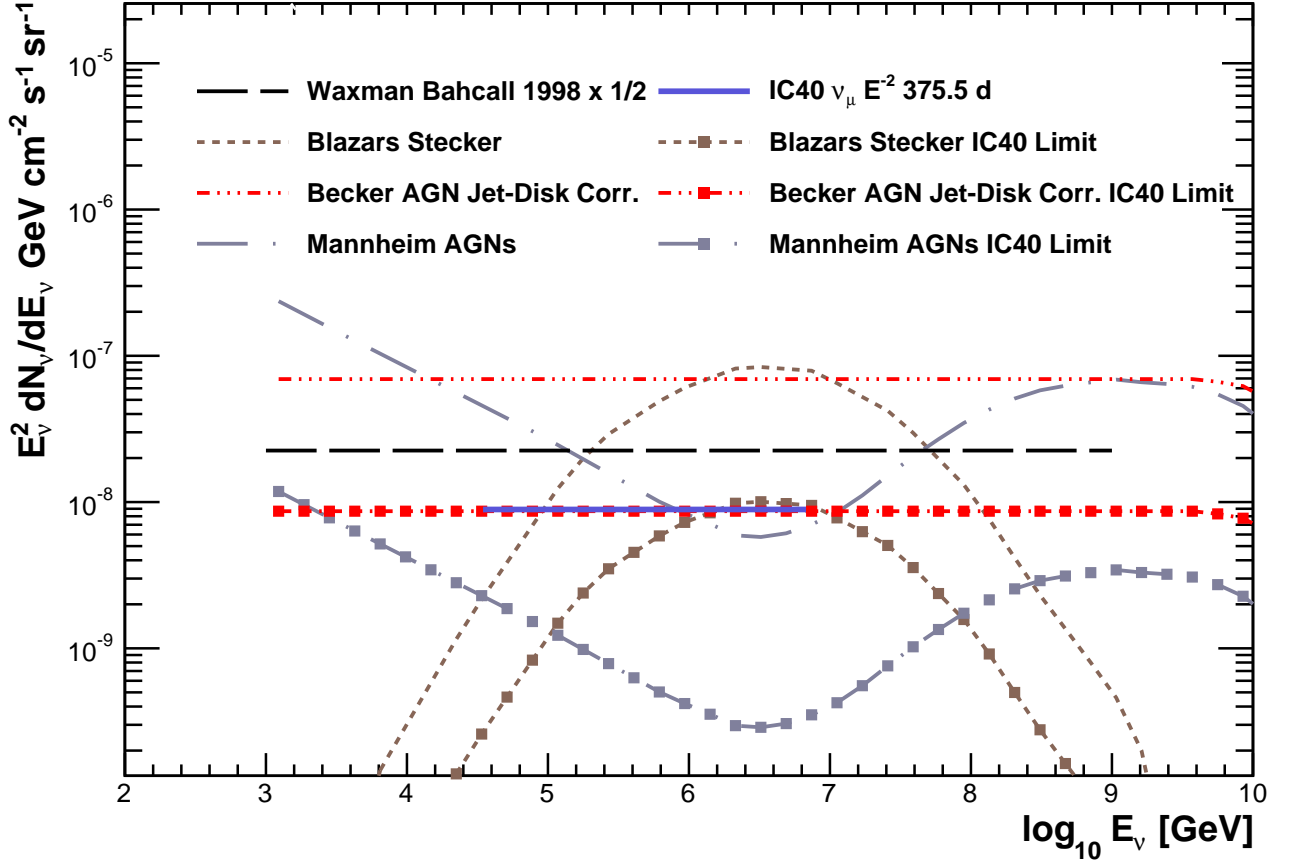 E_ν^2 dN_ν/dE_ν GeV cm^-2 s^-1 sr^-1
10^-5
10^-6
10^-7
10^-8
10^-9
Waxman Bahcall 1998 x 1/2
IC40 ν_μ E^-2 375.5 d
Blazars Stecker
Blazars Stecker IC40 Limit
Becker AGN Jet-Disk Corr.
Becker AGN Jet-Disk Corr. IC40 Limit
Mannheim AGNs
Mannheim AGNs IC40 Limit
2 3 4 5 6 7 8 9 10
log_10 E_ν [GeV]